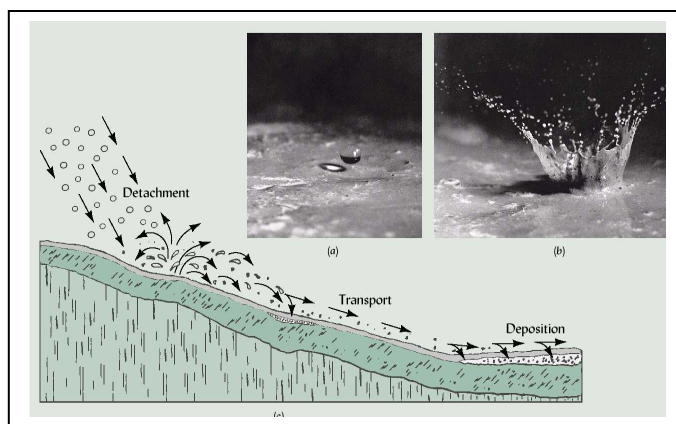 Detachment
(a)
(b)
Transport
Deposition
(c)